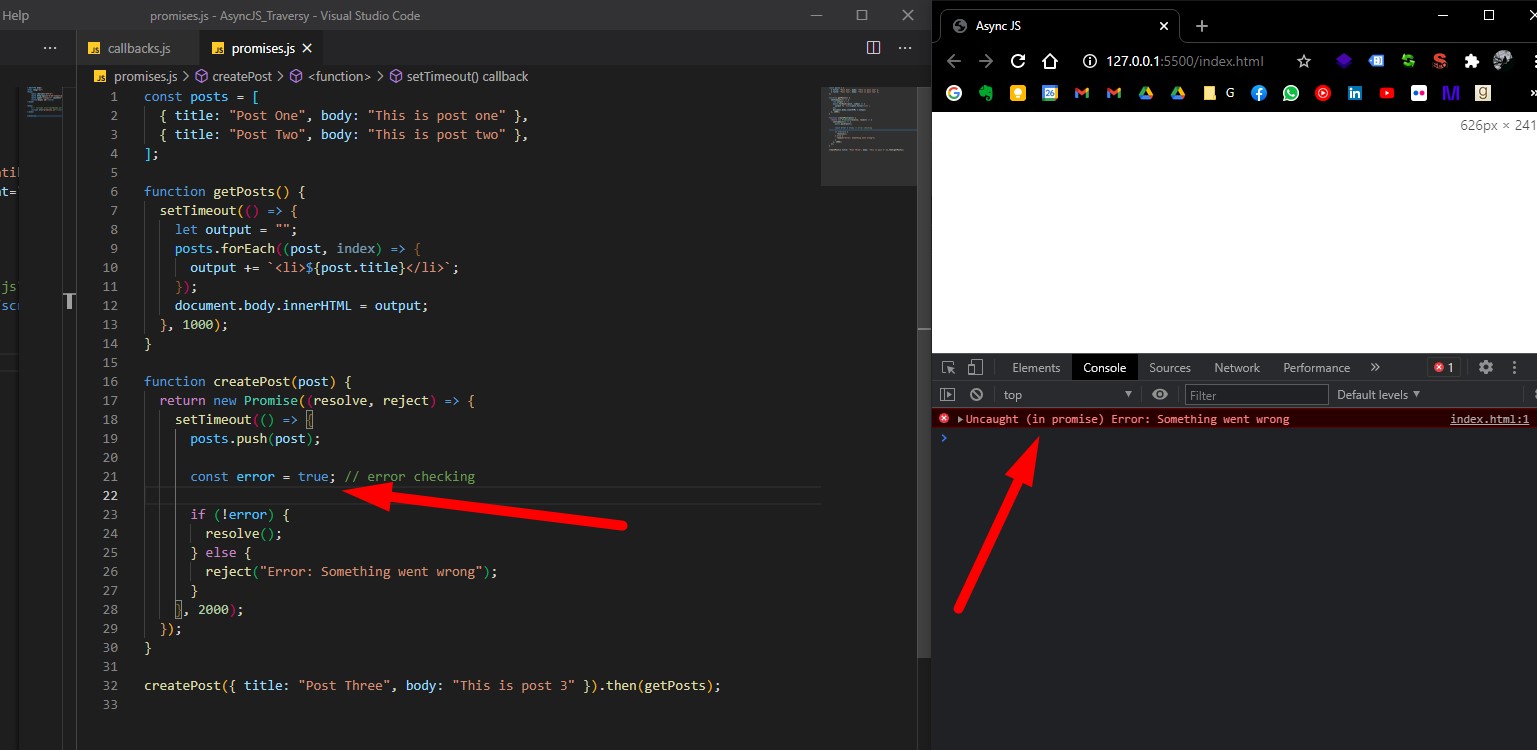 Help
promises.js - AsyncJS_Traversy - Visual Studio Code
callbacks.js
promises.js
promises.js > createPost > <function> > setTimeout() callback
1 const posts = [
2 { title: "Post One", body: "This is post one" },
3 { title: "Post Two", body: "This is post two" },
4 ];
5
6 function getPosts() {
7 setTimeout(() => {
8 let output = "";
9 posts.forEach((post, index) => {
10 output += `<li>${post.title}</li>`;
11 });
12 document.body.innerHTML = output;
13 }, 1000);
14 }
15
16 function createPost(post) {
17 return new Promise((resolve, reject) => {
18 setTimeout(() => {
19 posts.push(post);
20
21 const error = true; // error checking
22
23 if (!error) {
24 resolve();
25 } else {
26 reject("Error: Something went wrong");
27 }
28 }, 2000);
29 });
30 }
31
32 createPost({ title: "Post Three", body: "This is post 3" }).then(getPosts);
33
Async JS
127.0.0.1:5500/index.html
G
626px × 241
Elements Console Sources Network Performance » 1
top Filter Default levels
Uncaught (in promise) Error: Something went wrong index.html:1